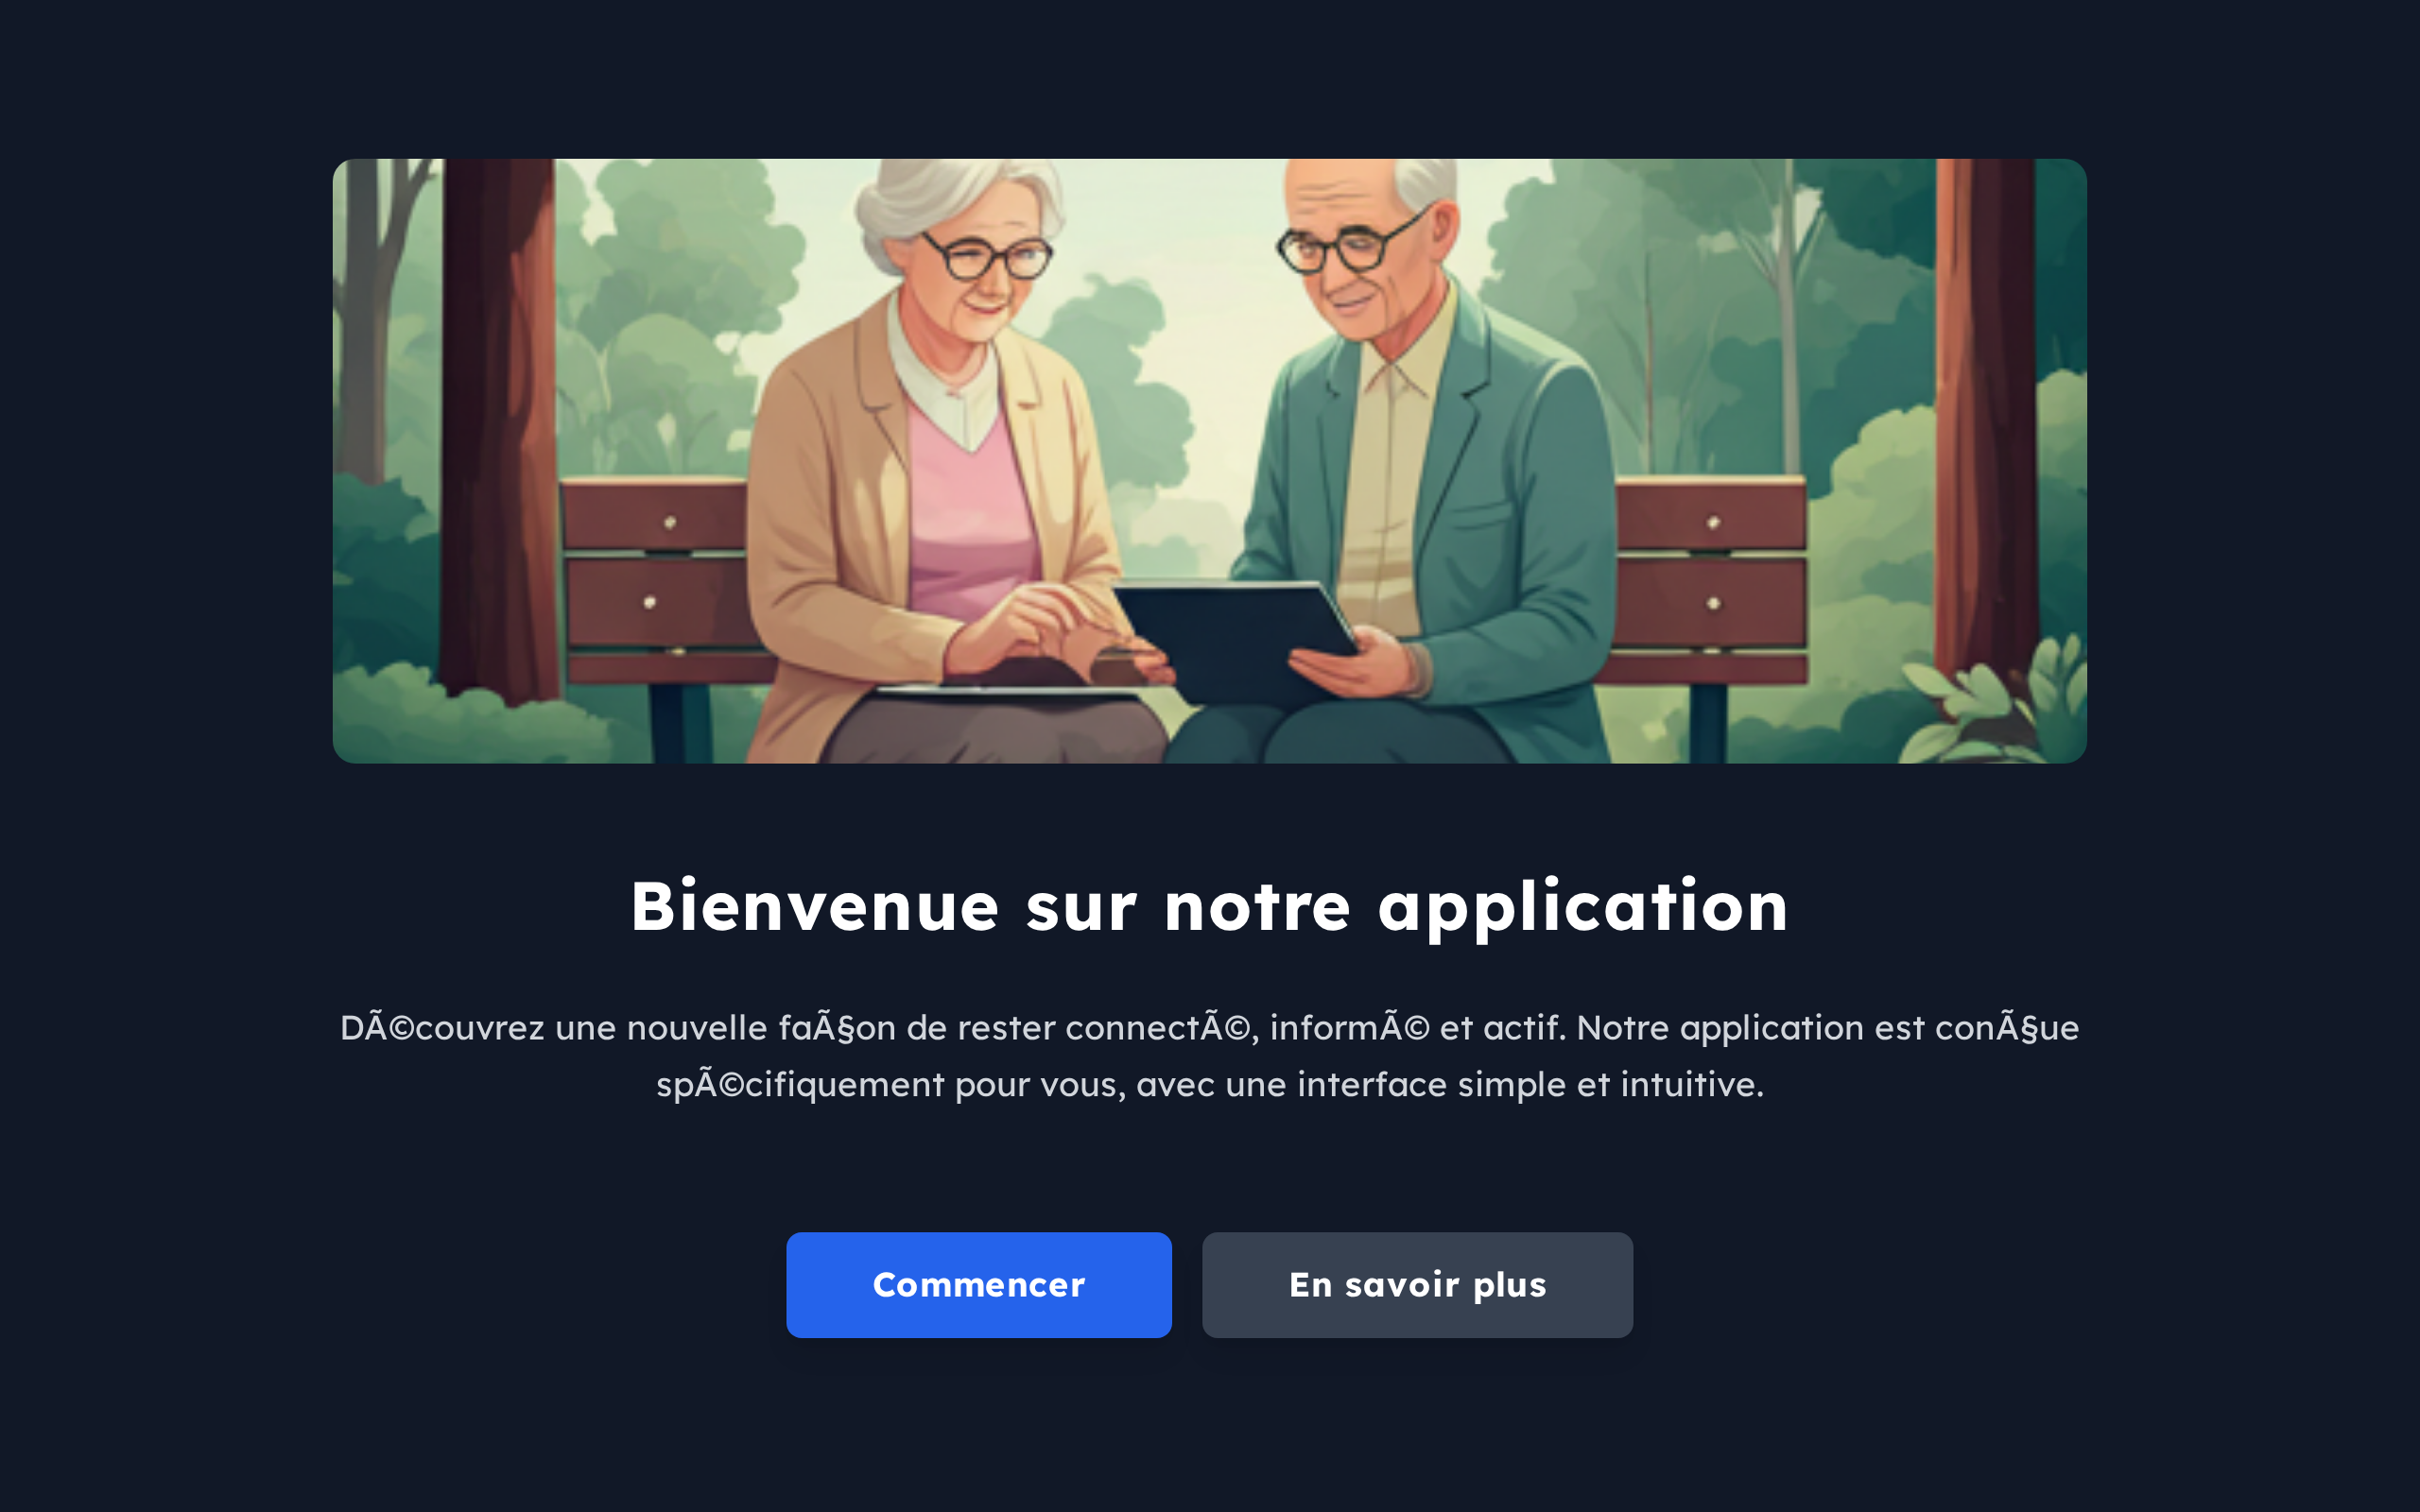 Bienvenue sur notre application
DÃ©couvrez une nouvelle faÃ§on de rester connectÃ©, informÃ© et actif. Notre application est conÃ§ue
spÃ©cifiquement pour vous, avec une interface simple et intuitive.
Commencer
En savoir plus